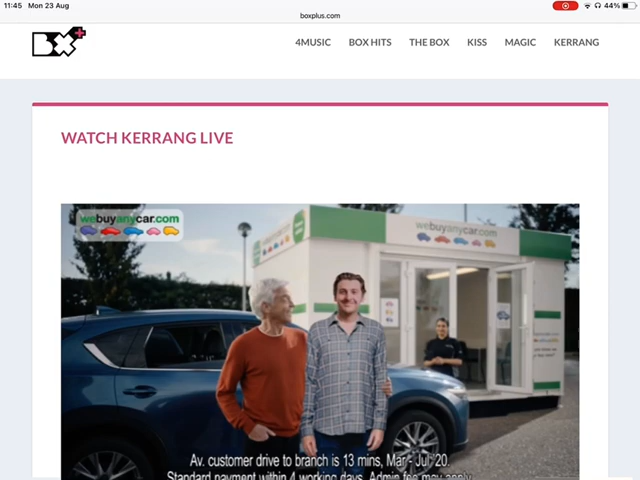 11:45 Mon 23 Aug
44%
boxplus.com
BOX+
4MUSIC BOX HITS THE BOX KISS MAGIC KERRANG
WATCH KERRANG LIVE
webuyanycar.com
webuyanycar.com
Av. customer drive to branch is 13 mins, Mar - Jul '20.
Standard payment within 4 working days. Admin fee may apply.